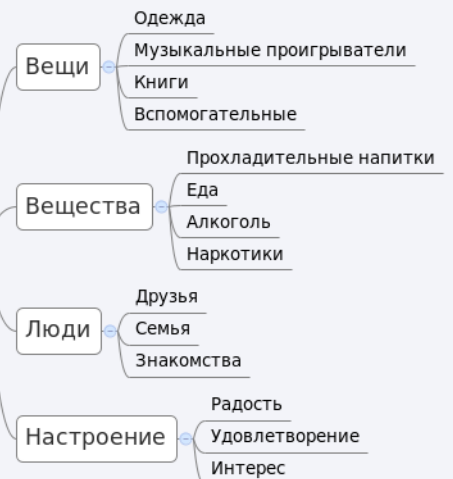 Вещи
Одежда
Музыкальные проигрыватели
Книги
Вспомогательные
Вещества
Прохладительные напитки
Еда
Алкоголь
Наркотики
Люди
Друзья
Семья
Знакомства
Настроение
Радость
Удовлетворение
Интерес